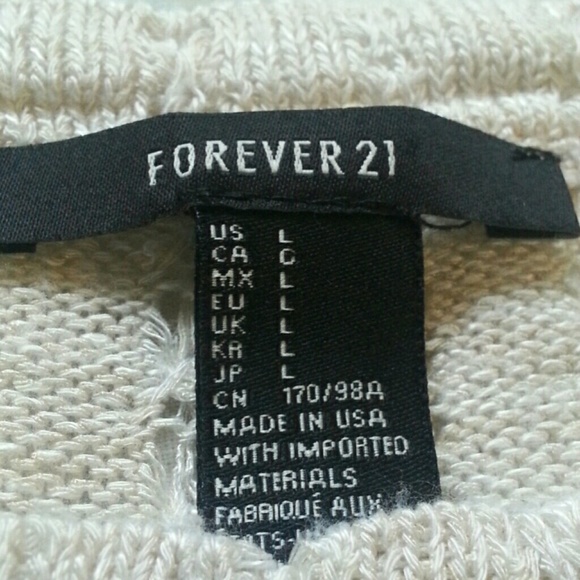 FOREVER 21
US L
CA G
MX L
EU L
UK L
KR L
JP L
CN 170/98A
MADE IN USA
WITH IMPORTED
MATERIALS
FABRIQUÉ AUX